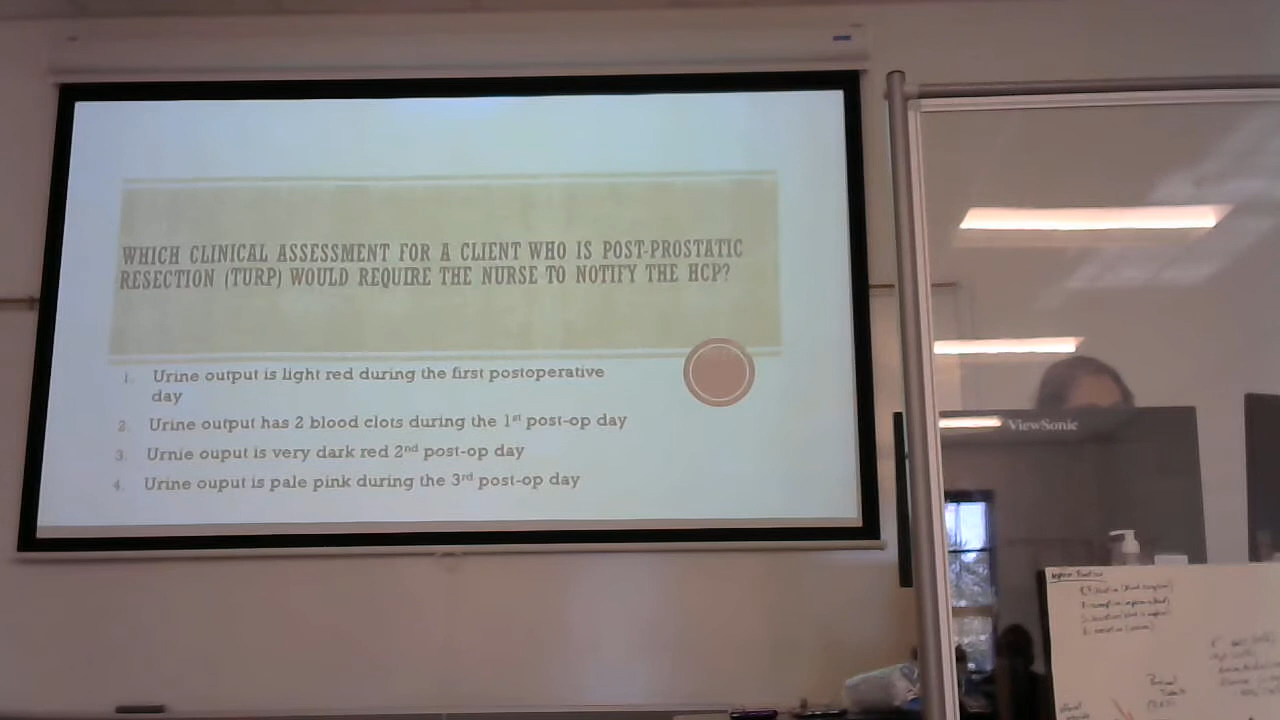 WHICH CLINICAL ASSESSMENT FOR A CLIENT WHO IS POST-PROSTATIC
RESECTION (TURP) WOULD REQUIRE THE NURSE TO NOTIFY THE HCP?
1. Urine output is light red during the first postoperative
day
2. Urine output has 2 blood clots during the 1st post-op day
3. Urnie ouput is very dark red 2nd post-op day
4. Urine ouput is pale pink during the 3rd post-op day
ViewSonic